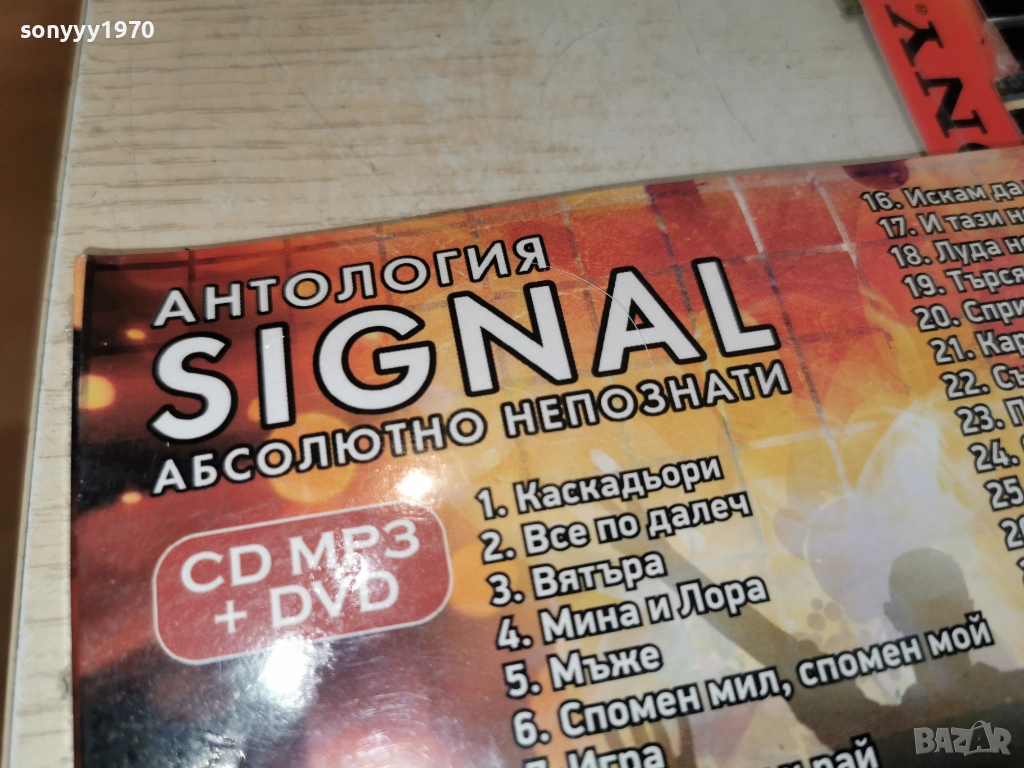 sonyyy1970
АНТОЛОГИЯ
SIGNAL
АБСОЛЮТНО НЕПОЗНАТИ
CD MP3
+ DVD
1. Каскадьори
2. Все по далеч
3. Вятъра
4. Мина и Лора
5. Мъже
6. Спомен мил, спомен мой
Игра
рай
16. Искам да
17. И тази
18. Луда
19. Търся
20.
21.
22.
23.
24.
25.
BAZAR